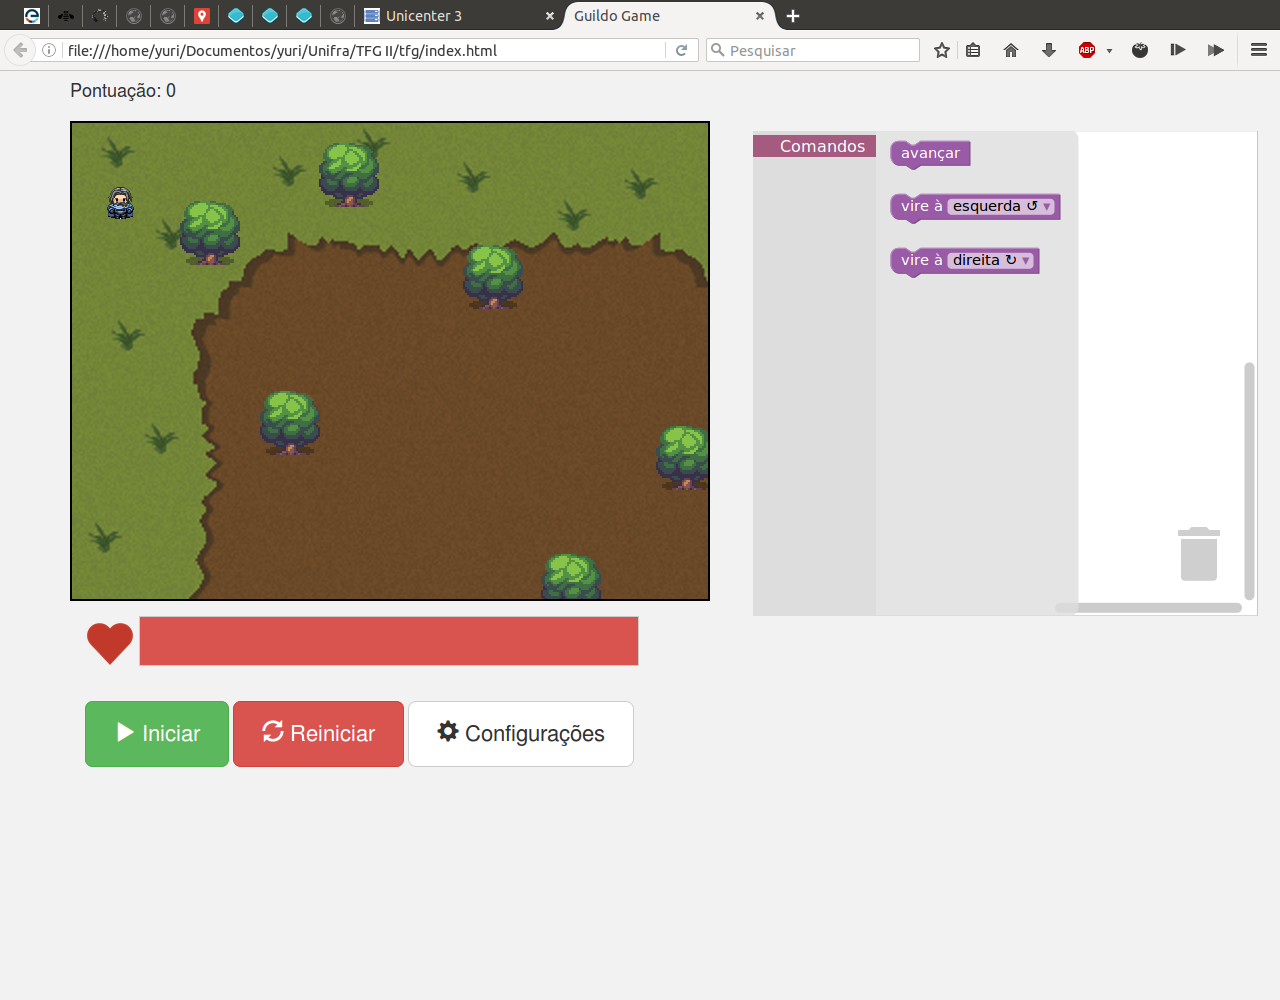 Unicenter 3
Guildo Game
file:///home/yuri/Documentos/yuri/Unifra/TFG II/tfg/index.html
Pesquisar
ABP
Pontuação: 0
Comandos
avançar
vire à esquerda ↺ ▾
vire à direita ↻ ▾
Iniciar
Reiniciar
Configurações